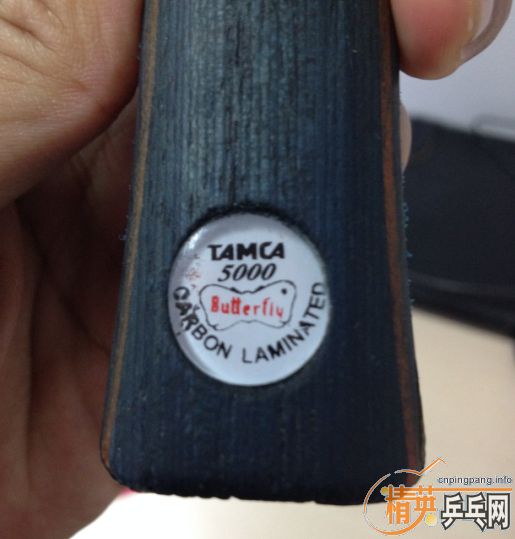 TAMCA
5000
Butterfly
CARBON LAMINATED
cnpingpang.info
精英乒乓网